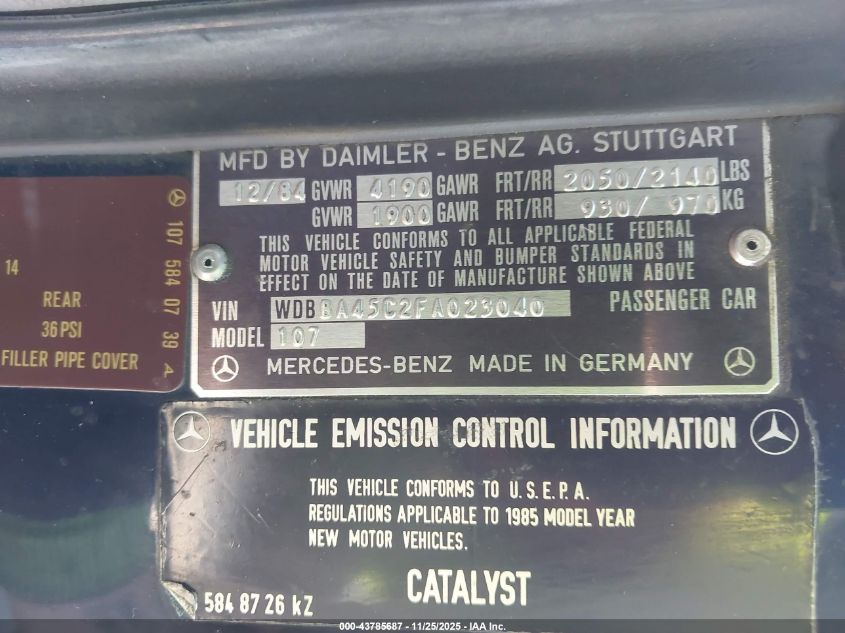 MFD BY DAIMLER - BENZ AG. STUTTGART
12/84 GVWR 4190 GAWR FRT/RR 2050/2140 LBS
GVWR 1900 GAWR FRT/RR 930/ 970 KG
THIS VEHICLE CONFORMS TO ALL APPLICABLE FEDERAL
MOTOR VEHICLE SAFETY AND BUMPER STANDARDS IN
EFFECT ON THE DATE OF MANUFACTURE SHOWN ABOVE
VIN WDBBA45C2FA023040 PASSENGER CAR
MODEL 107
MERCEDES-BENZ MADE IN GERMANY
14
REAR
36 PSI
FILLER PIPE COVER
107 584 07 39 A
VEHICLE EMISSION CONTROL INFORMATION
THIS VEHICLE CONFORMS TO U.S.E.P.A.
REGULATIONS APPLICABLE TO 1985 MODEL YEAR
NEW MOTOR VEHICLES.
CATALYST
584 87 26 kZ
000-43785687 - 11/25/2025 - IAA Inc.